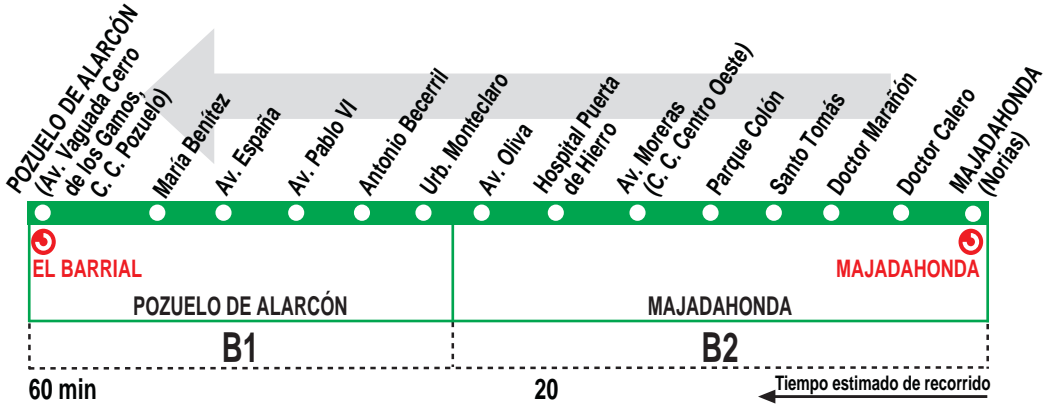 POZUELO DE ALARCÓN
(Av. Vaguada Cerro
de los Gamos,
C. C. Pozuelo)
María Benítez
Av. España
Av. Pablo VI
Antonio Becerril
Urb. Monteclaro
Av. Oliva
Hospital Puerta
de Hierro
Av. Moreras
(C. C. Centro Oeste)
Parque Colón
Santo Tomás
Doctor Marañón
Doctor Calero
MAJADAHONDA
(Norias)
EL BARRIAL
MAJADAHONDA
POZUELO DE ALARCÓN
MAJADAHONDA
B1
B2
60 min
20
Tiempo estimado de recorrido